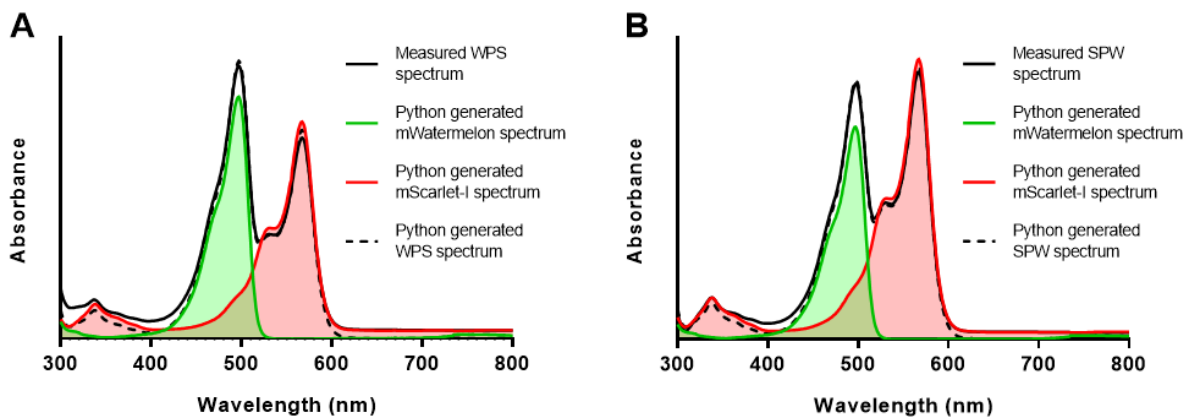 A
Absorbance
Measured WPS
spectrum
Python generated
mWatermelon spectrum
Python generated
mScarlet-I spectrum
Python generated
WPS spectrum
300 400 500 600 700 800
Wavelength (nm)
B
Absorbance
Measured SPW
spectrum
Python generated
mWatermelon spectrum
Python generated
mScarlet-I spectrum
Python generated
SPW spectrum
300 400 500 600 700 800
Wavelength (nm)